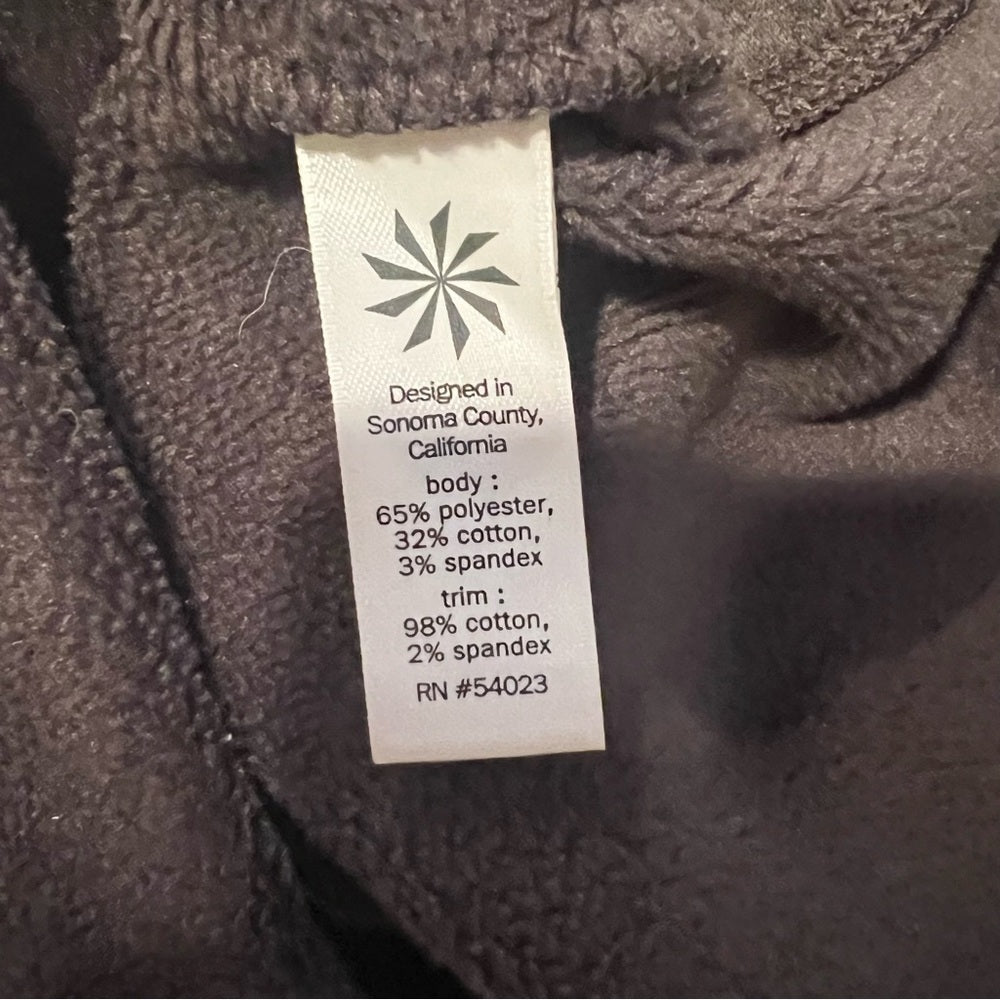 Designed in
Sonoma County,
California
body :
65% polyester,
32% cotton,
3% spandex
trim :
98% cotton,
2% spandex
RN #54023